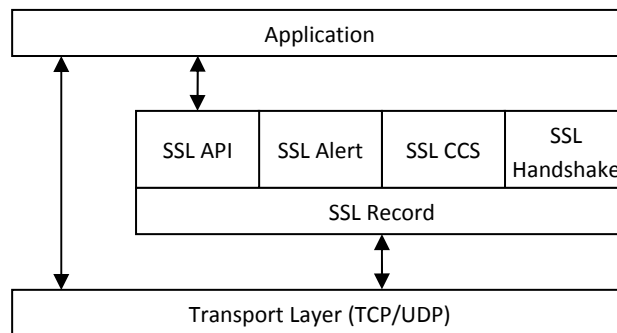 Application
SSL API
SSL Alert
SSL CCS
SSL
Handshake
SSL Record
Transport Layer (TCP/UDP)